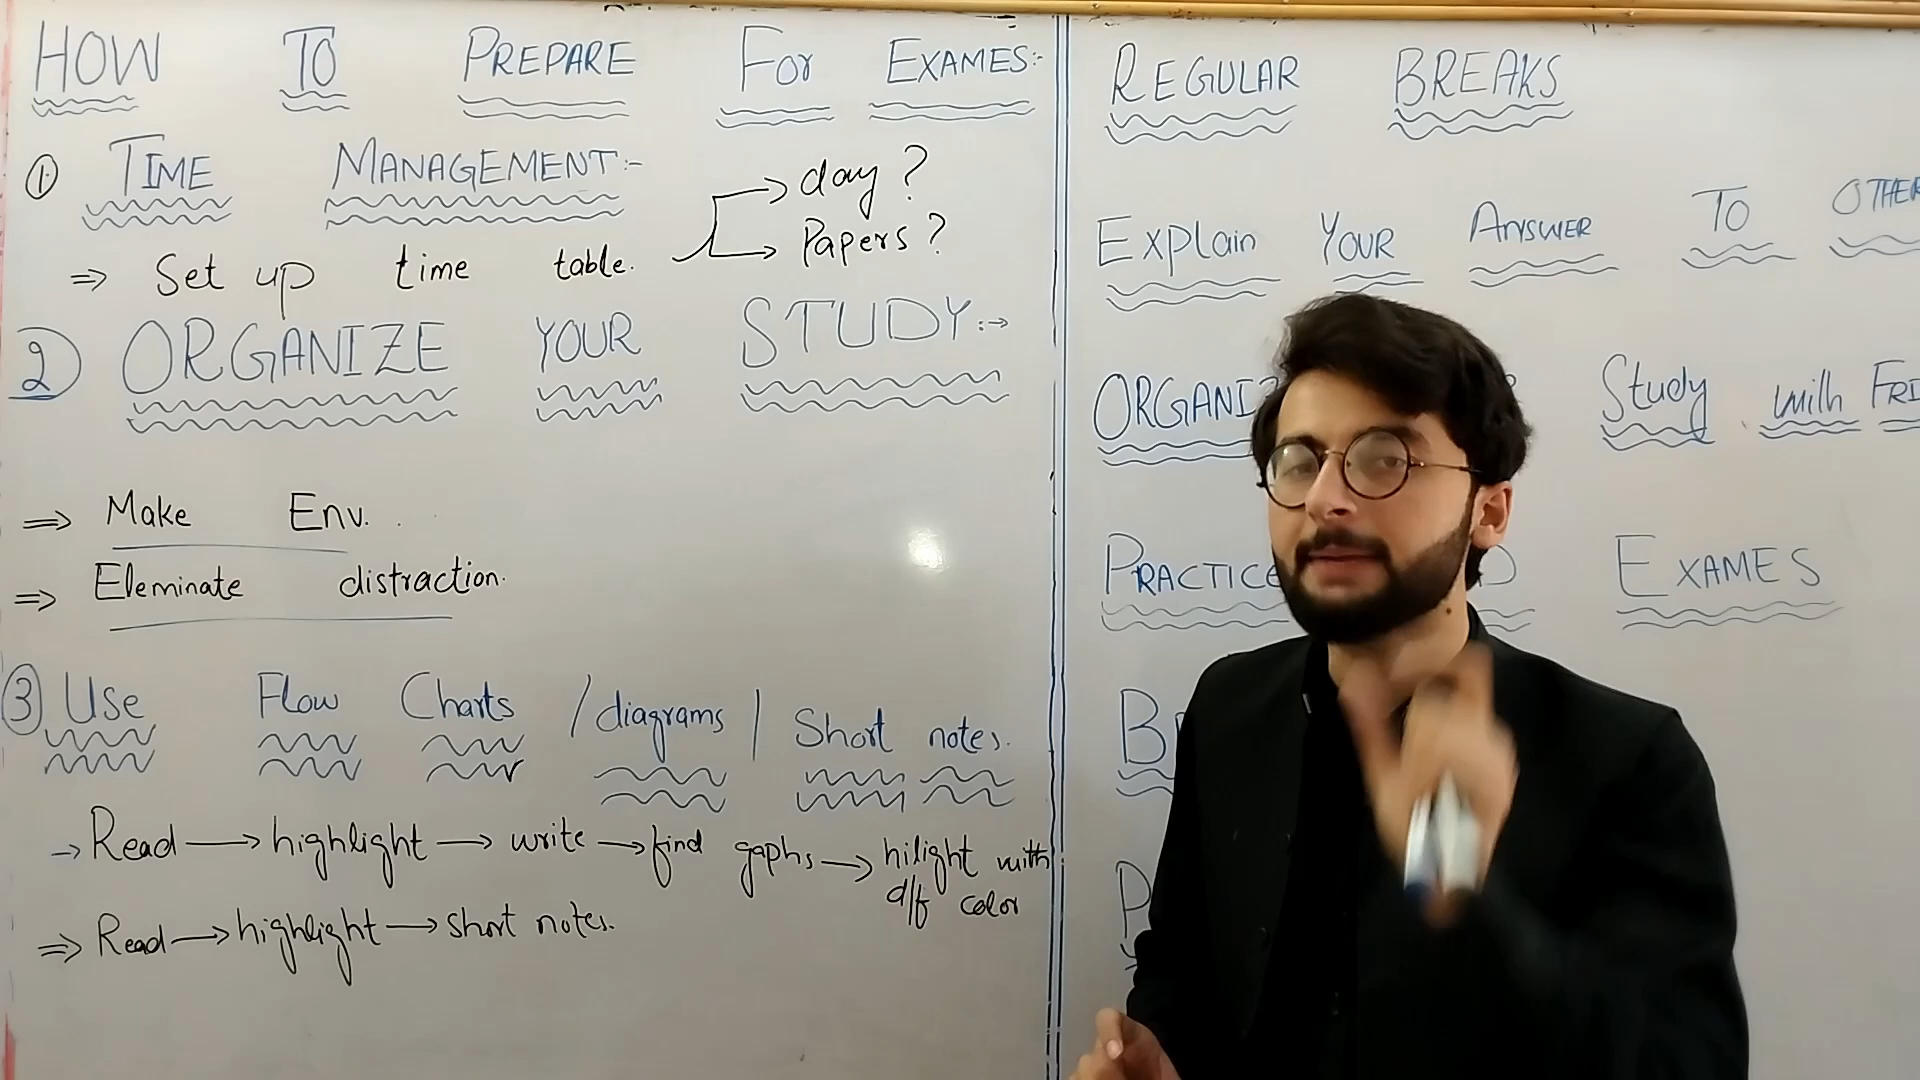 HOW TO PREPARE FOR EXAMES:-
① TIME MANAGEMENT:-
day ?
⇒ Set up time table. Papers ?
2) ORGANIZE YOUR STUDY:→
⇒ Make Env.
⇒ Eleminate distraction.
③ Use Flow Charts / diagrams / Short notes.
→ Read → highlight → write → find gaphs → hilight with
d/f color
⇒ Read → highlight → short notes.
REGULAR BREAKS
Explain YOUR ANSWER TO OTHER
ORGANIZ Study with FRI
PRACTICE EXAMES